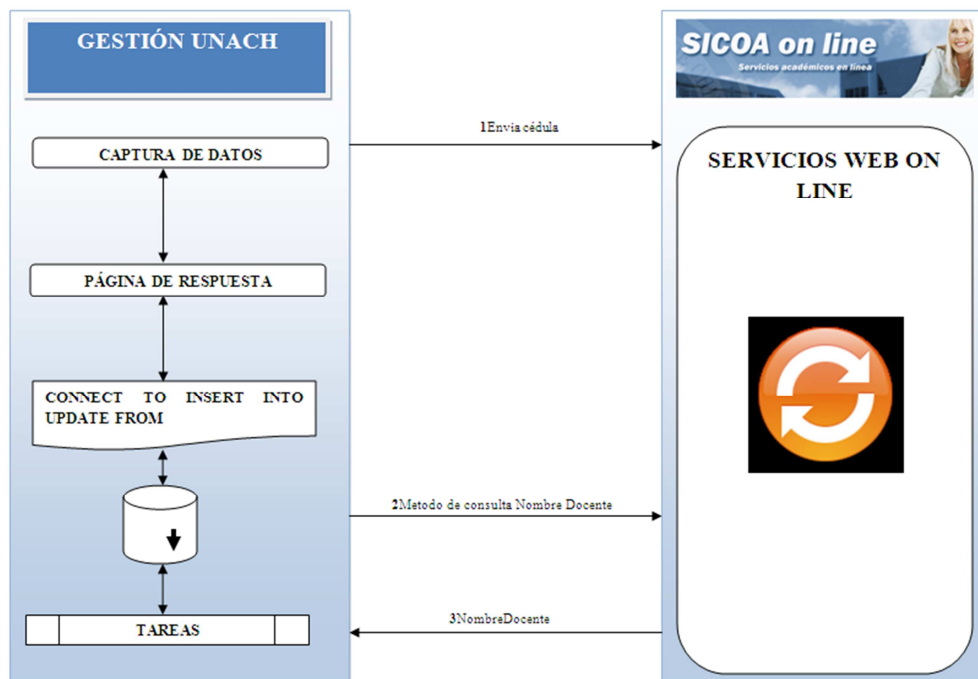 GESTIÓN UNACH
SICOA on line
Servicios académicos en línea
1Envía cédula
CAPTURA DE DATOS
SERVICIOS WEB ON
LINE
PÁGINA DE RESPUESTA
CONNECT TO INSERT INTO
UPDATE FROM
2Metodo de consulta Nombre Docente
3NombreDocente
TAREAS